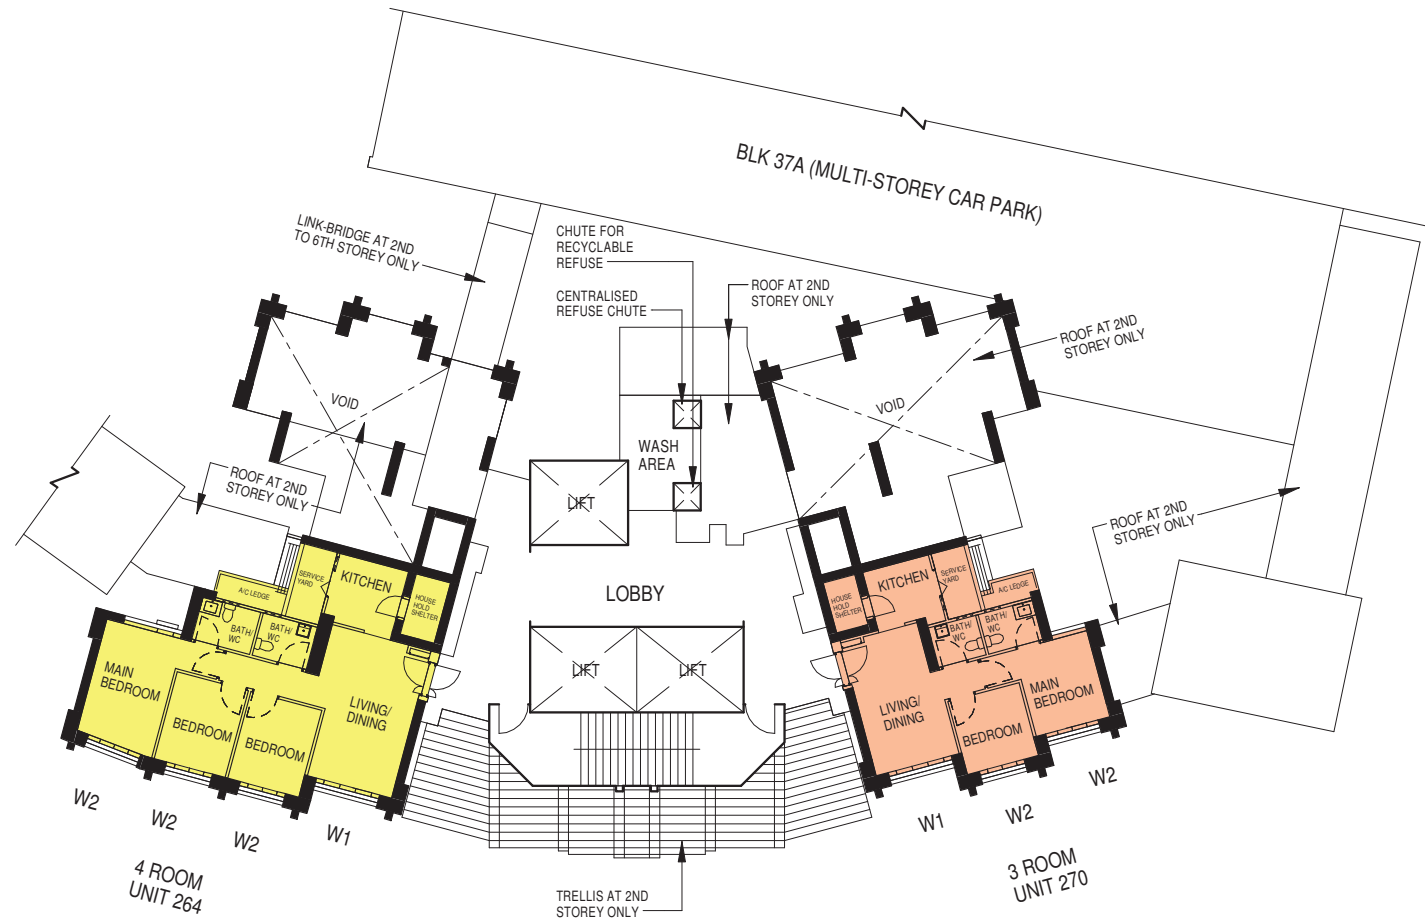 BLK 37A (MULTI-STOREY CAR PARK)
LINK-BRIDGE AT 2ND
TO 6TH STOREY ONLY
CHUTE FOR
RECYCLABLE
REFUSE
CENTRALISED
REFUSE CHUTE
ROOF AT 2ND
STOREY ONLY
ROOF AT 2ND
STOREY ONLY
VOID
VOID
WASH
AREA
LIFT
ROOF AT 2ND
STOREY ONLY
ROOF AT 2ND
STOREY ONLY
LOBBY
LIFT
LIFT
SERVICE
YARD
KITCHEN
HOUSE
HOLD
SHELTER
A/C LEDGE
BATH/
WC
BATH/
WC
MAIN
BEDROOM
BEDROOM
BEDROOM
LIVING/
DINING
W2
W2
W2
W1
4 ROOM
UNIT 264
HOUSE
HOLD
SHELTER
KITCHEN
SERVICE
YARD
A/C LEDGE
BATH/
WC
BATH/
WC
LIVING/
DINING
BEDROOM
MAIN
BEDROOM
W1
W2
W2
3 ROOM
UNIT 270
TRELLIS AT 2ND
STOREY ONLY